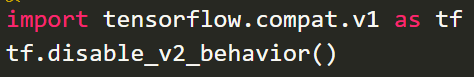 import tensorflow.compat.v1 as tf
tf.disable_v2_behavior()